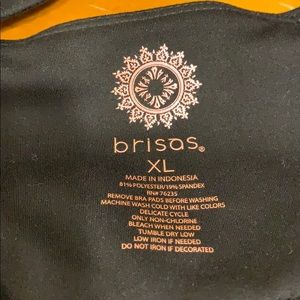 brisas®
XL
MADE IN INDONESIA
81% POLYESTER/19% SPANDEX
RN# 76235
REMOVE BRA PADS BEFORE WASHING
MACHINE WASH COLD WITH LIKE COLORS
DELICATE CYCLE
ONLY NON-CHLORINE
BLEACH WHEN NEEDED
TUMBLE DRY LOW
LOW IRON IF NEEDED
DO NOT IRON IF DECORATED